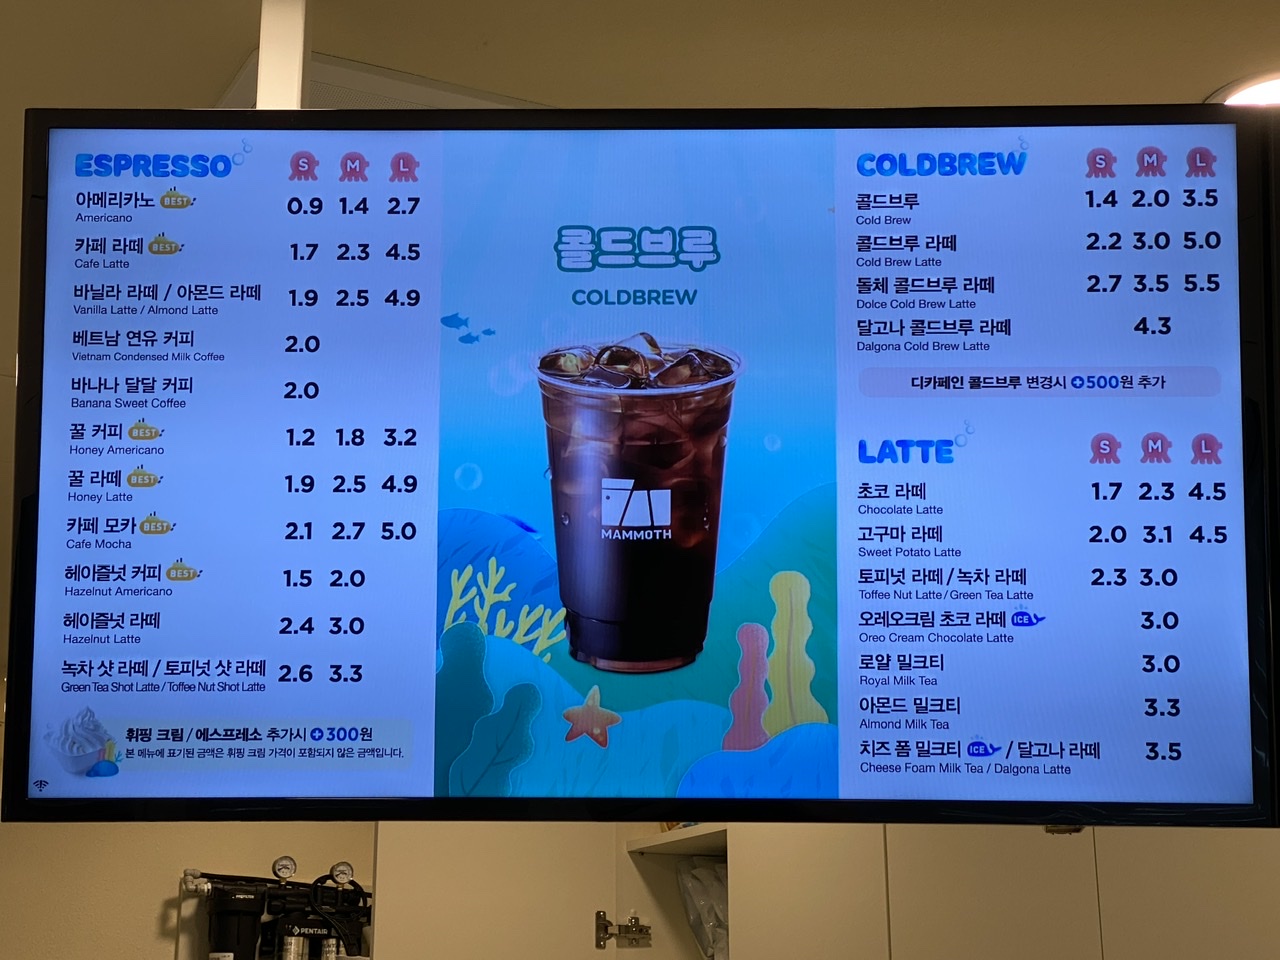 ESPRESSO S M L
아메리카노 BEST! 0.9 1.4 2.7
Americano
카페 라떼 BEST! 1.7 2.3 4.5
Cafe Latte
바닐라 라떼 / 아몬드 라떼 1.9 2.5 4.9
Vanilla Latte / Almond Latte
베트남 연유 커피 2.0
Vietnam Condensed Milk Coffee
바나나 달달 커피 2.0
Banana Sweet Coffee
꿀 커피 BEST! 1.2 1.8 3.2
Honey Americano
꿀 라떼 BEST! 1.9 2.5 4.9
Honey Latte
카페 모카 BEST! 2.1 2.7 5.0
Cafe Mocha
헤이즐넛 커피 BEST! 1.5 2.0
Hazelnut Americano
헤이즐넛 라떼 2.4 3.0
Hazelnut Latte
녹차 샷 라떼 / 토피넛 샷 라떼 2.6 3.3
Green Tea Shot Latte / Toffee Nut Shot Latte
휘핑 크림 / 에스프레소 추가시 +300원
본 메뉴에 표기된 금액은 휘핑 크림 가격이 포함되지 않은 금액입니다.
콜드브루
COLDBREW
MAMMOTH
COLDBREW S M L
콜드브루 1.4 2.0 3.5
Cold Brew
콜드브루 라떼 2.2 3.0 5.0
Cold Brew Latte
돌체 콜드브루 라떼 2.7 3.5 5.5
Dolce Cold Brew Latte
달고나 콜드브루 라떼 4.3
Dalgona Cold Brew Latte
디카페인 콜드브루 변경시 +500원 추가
LATTE S M L
초코 라떼 1.7 2.3 4.5
Chocolate Latte
고구마 라떼 2.0 3.1 4.5
Sweet Potato Latte
토피넛 라떼 / 녹차 라떼 2.3 3.0
Toffee Nut Latte / Green Tea Latte
오레오크림 초코 라떼 ICE 3.0
Oreo Cream Chocolate Latte
로얄 밀크티 3.0
Royal Milk Tea
아몬드 밀크티 3.3
Almond Milk Tea
치즈 폼 밀크티 ICE / 달고나 라떼 3.5
Cheese Foam Milk Tea / Dalgona Latte
PENTAIR